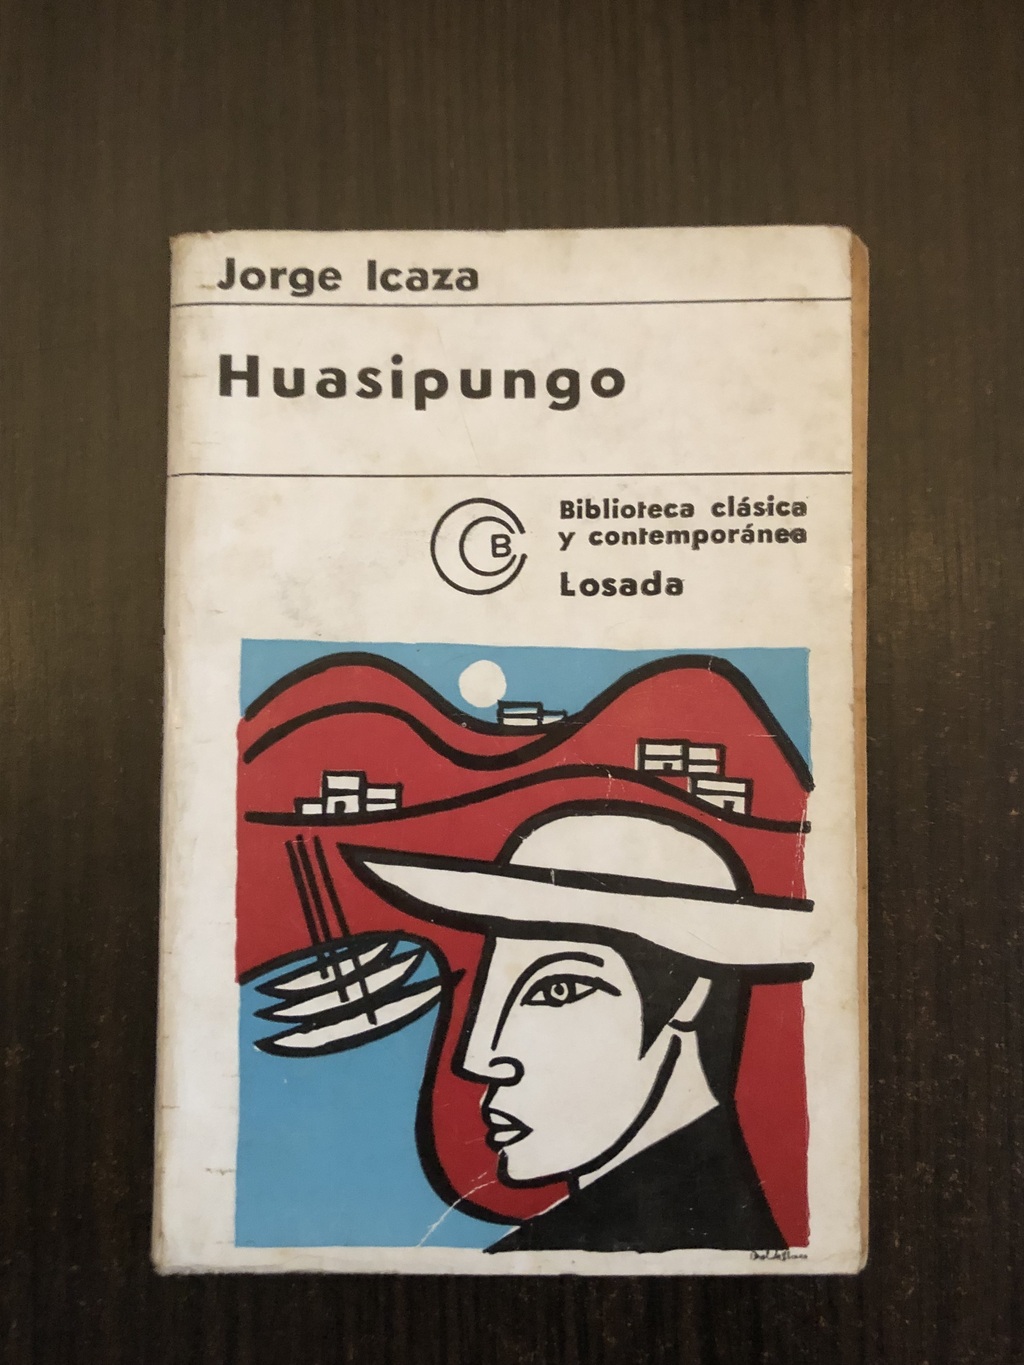 Jorge Icaza
Huasipungo
B
Biblioteca clásica
y contemporánea
Losada